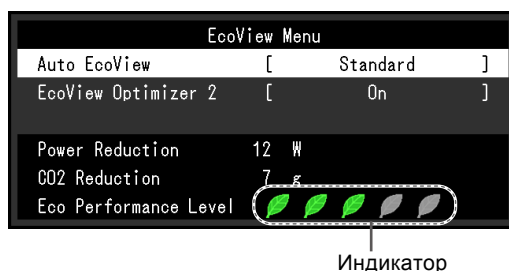 EcoView Menu
Auto EcoView [ Standard ]
EcoView Optimizer 2 [ On ]
Power Reduction 12 W
CO2 Reduction 7 g
Eco Performance Level
Индикатор